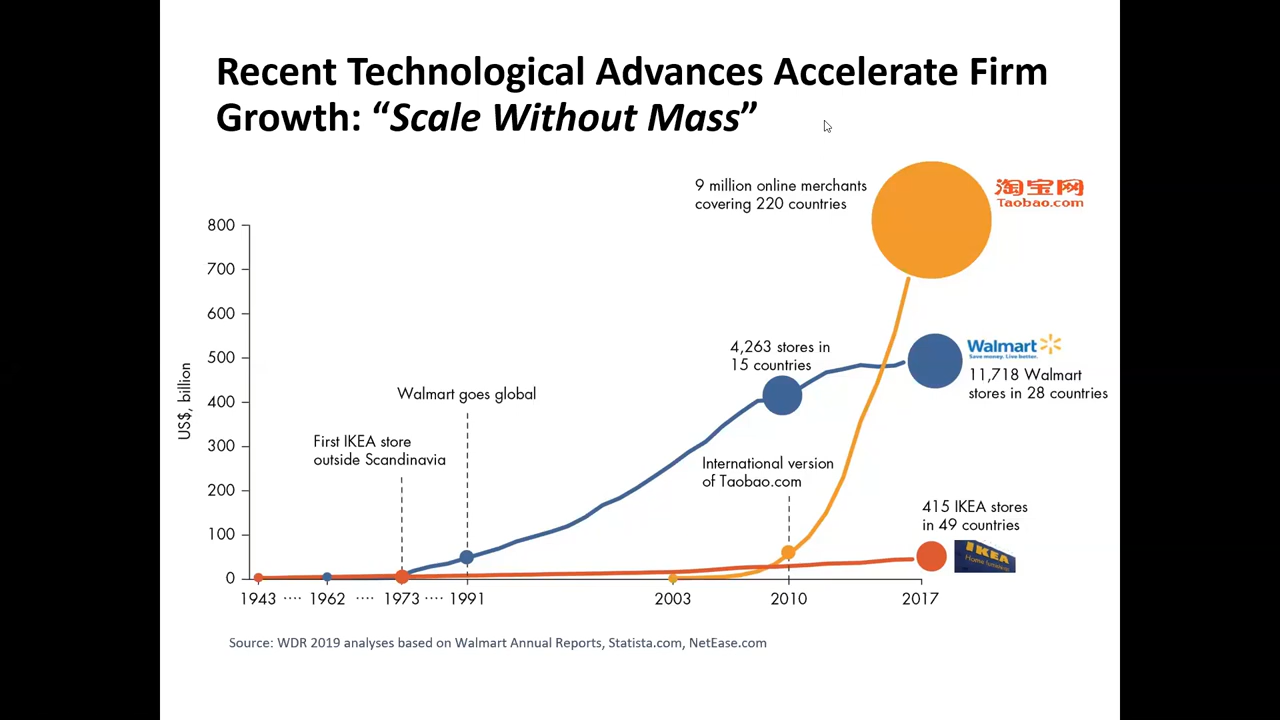 Recent Technological Advances Accelerate Firm
Growth: “Scale Without Mass”
9 million online merchants
covering 220 countries
淘宝网
Taobao.com
800
700
600
500
400
300
200
100
0
US$, billion
4,263 stores in
15 countries
Walmart
Save money. Live better.
11,718 Walmart
stores in 28 countries
Walmart goes global
First IKEA store
outside Scandinavia
International version
of Taobao.com
415 IKEA stores
in 49 countries
IKEA
Home furnishings
1943 ···· 1962 ···· 1973 ···· 1991 2003 2010 2017
Source: WDR 2019 analyses based on Walmart Annual Reports, Statista.com, NetEase.com